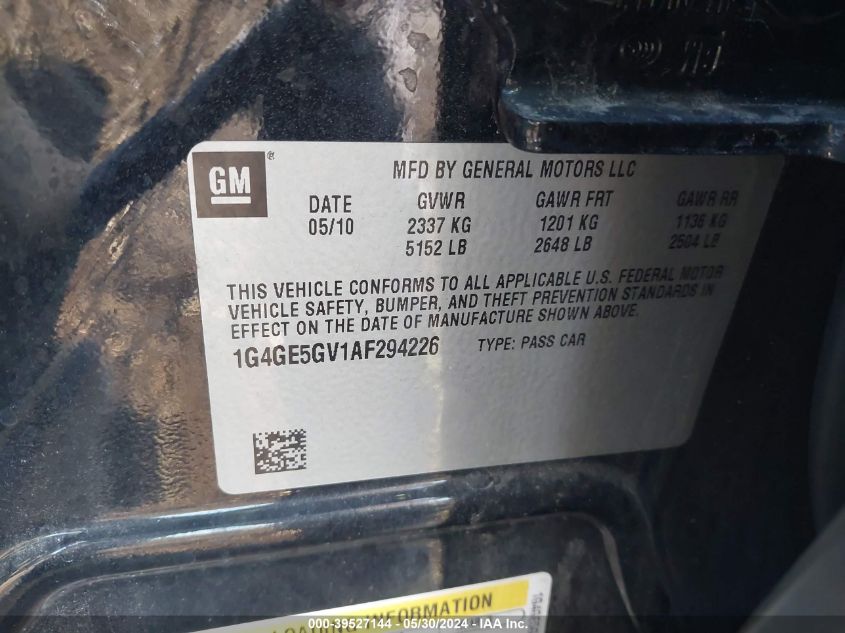 GM ®
MFD BY GENERAL MOTORS LLC
DATE GVWR GAWR FRT GAWR RR
05/10 2337 KG 1201 KG 1136 KG
5152 LB 2648 LB 2504 LB
THIS VEHICLE CONFORMS TO ALL APPLICABLE U.S. FEDERAL MOTOR
VEHICLE SAFETY, BUMPER, AND THEFT PREVENTION STANDARDS IN
EFFECT ON THE DATE OF MANUFACTURE SHOWN ABOVE.
1G4GE5GV1AF294226 TYPE: PASS CAR
LOADING INFORMATION
IAA - 39527144 - 05/30/2024 - IAA Inc.